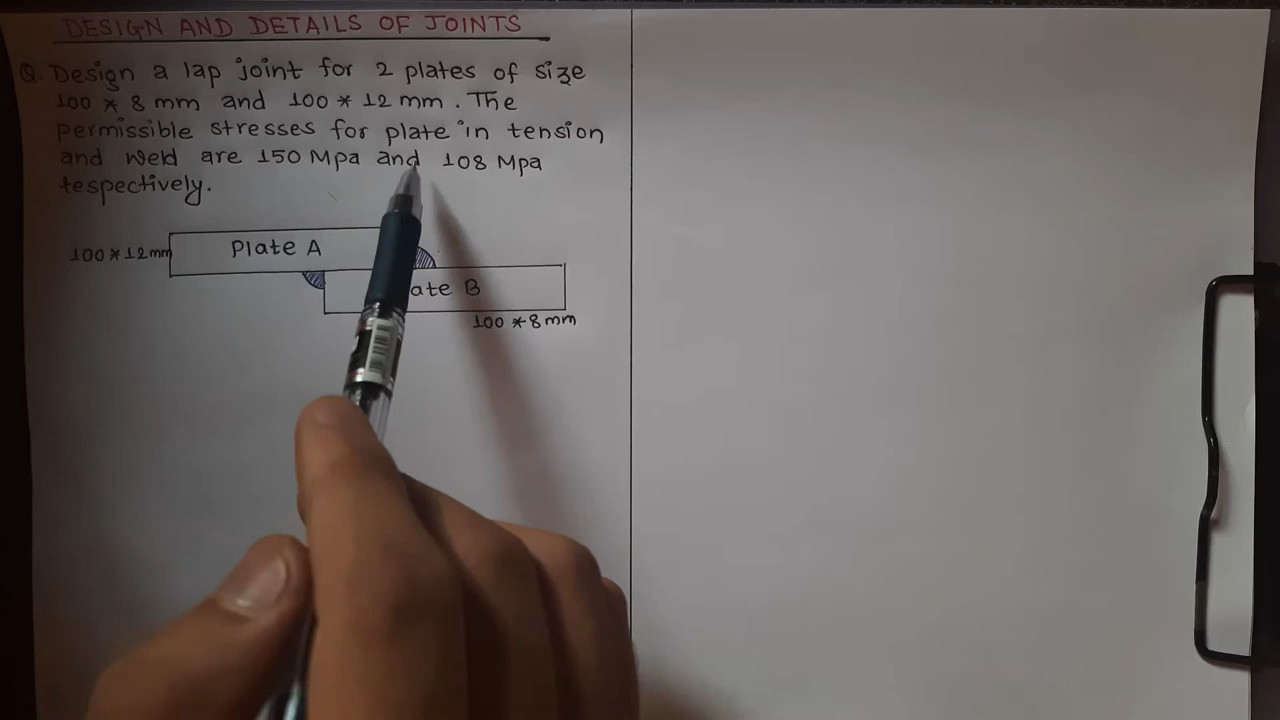 DESIGN AND DETAILS OF JOINTS
Q. Design a lap joint for 2 plates of size
100 * 8 mm and 100 * 12 mm. The
permissible stresses for plate in tension
and weld are 150 Mpa and 108 Mpa
tespectively.
100 * 12 mm
Plate A
ate B
100 * 8 mm